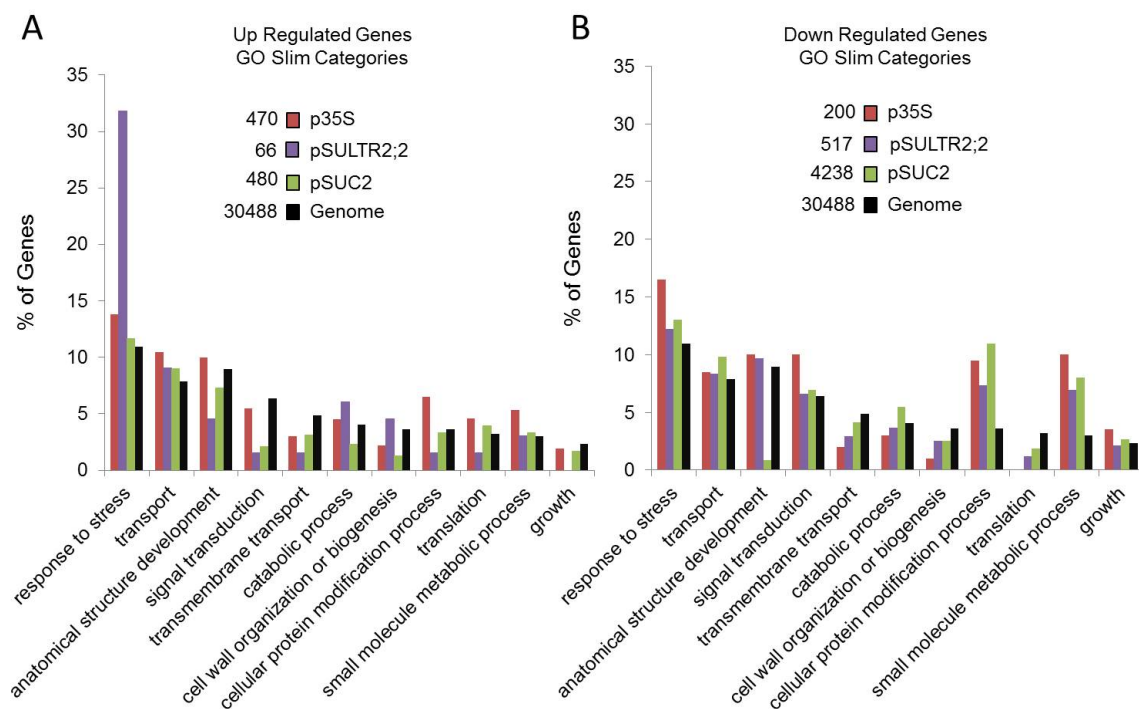 A
Up Regulated Genes
GO Slim Categories
35
30
25
20
15
10
5
0
% of Genes
470 p35S
66 pSULTR2;2
480 pSUC2
30488 Genome
response to stress
transport
anatomical structure development
signal transduction
transmembrane transport
catabolic process
cell wall organization or biogenesis
cellular protein modification process
translation
small molecule metabolic process
growth
B
Down Regulated Genes
GO Slim Categories
35
30
25
20
15
10
5
0
% of Genes
200 p35S
517 pSULTR2;2
4238 pSUC2
30488 Genome
response to stress
transport
anatomical structure development
signal transduction
transmembrane transport
catabolic process
cell wall organization or biogenesis
cellular protein modification process
translation
small molecule metabolic process
growth